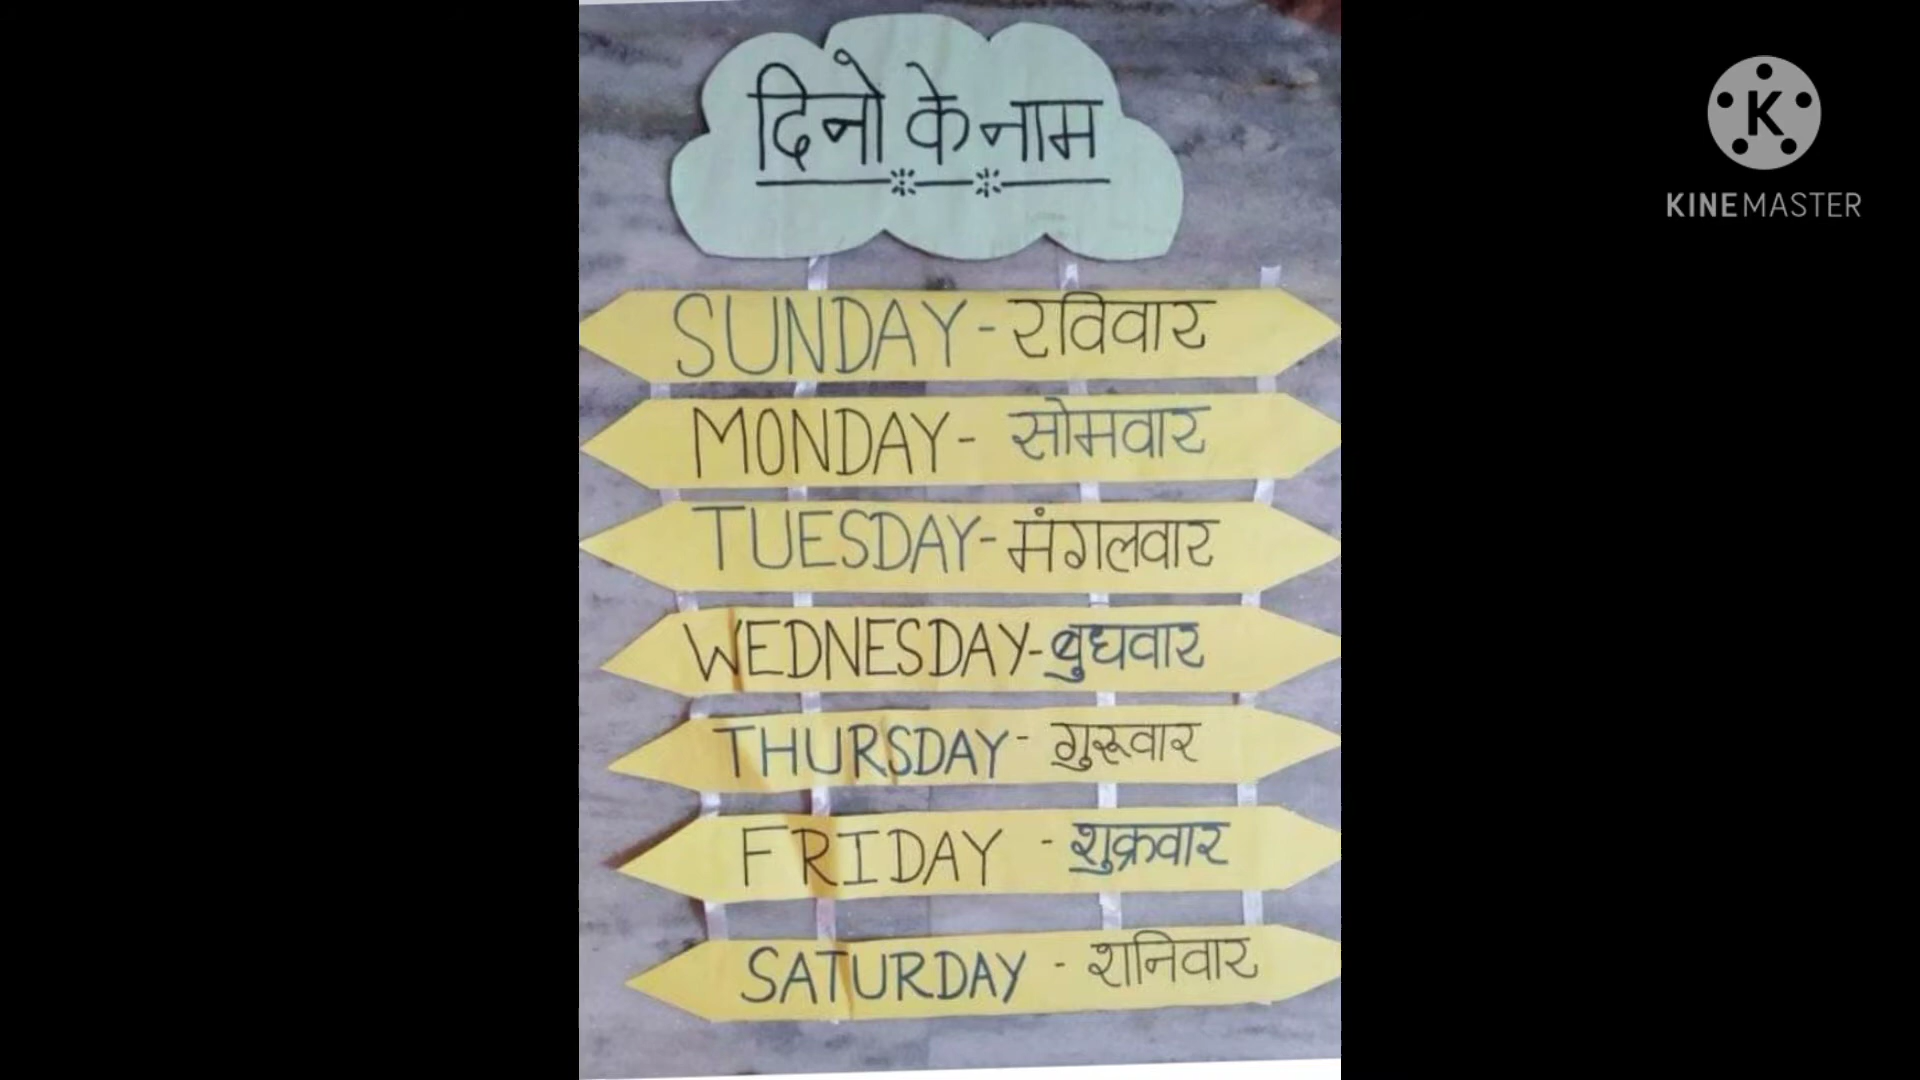 दिनो के नाम
SUNDAY - रविवार
MONDAY - सोमवार
TUESDAY - मंगलवार
WEDNESDAY - बुधवार
THURSDAY - गुरूवार
FRIDAY - शुक्रवार
SATURDAY - शनिवार
K
KINEMASTER